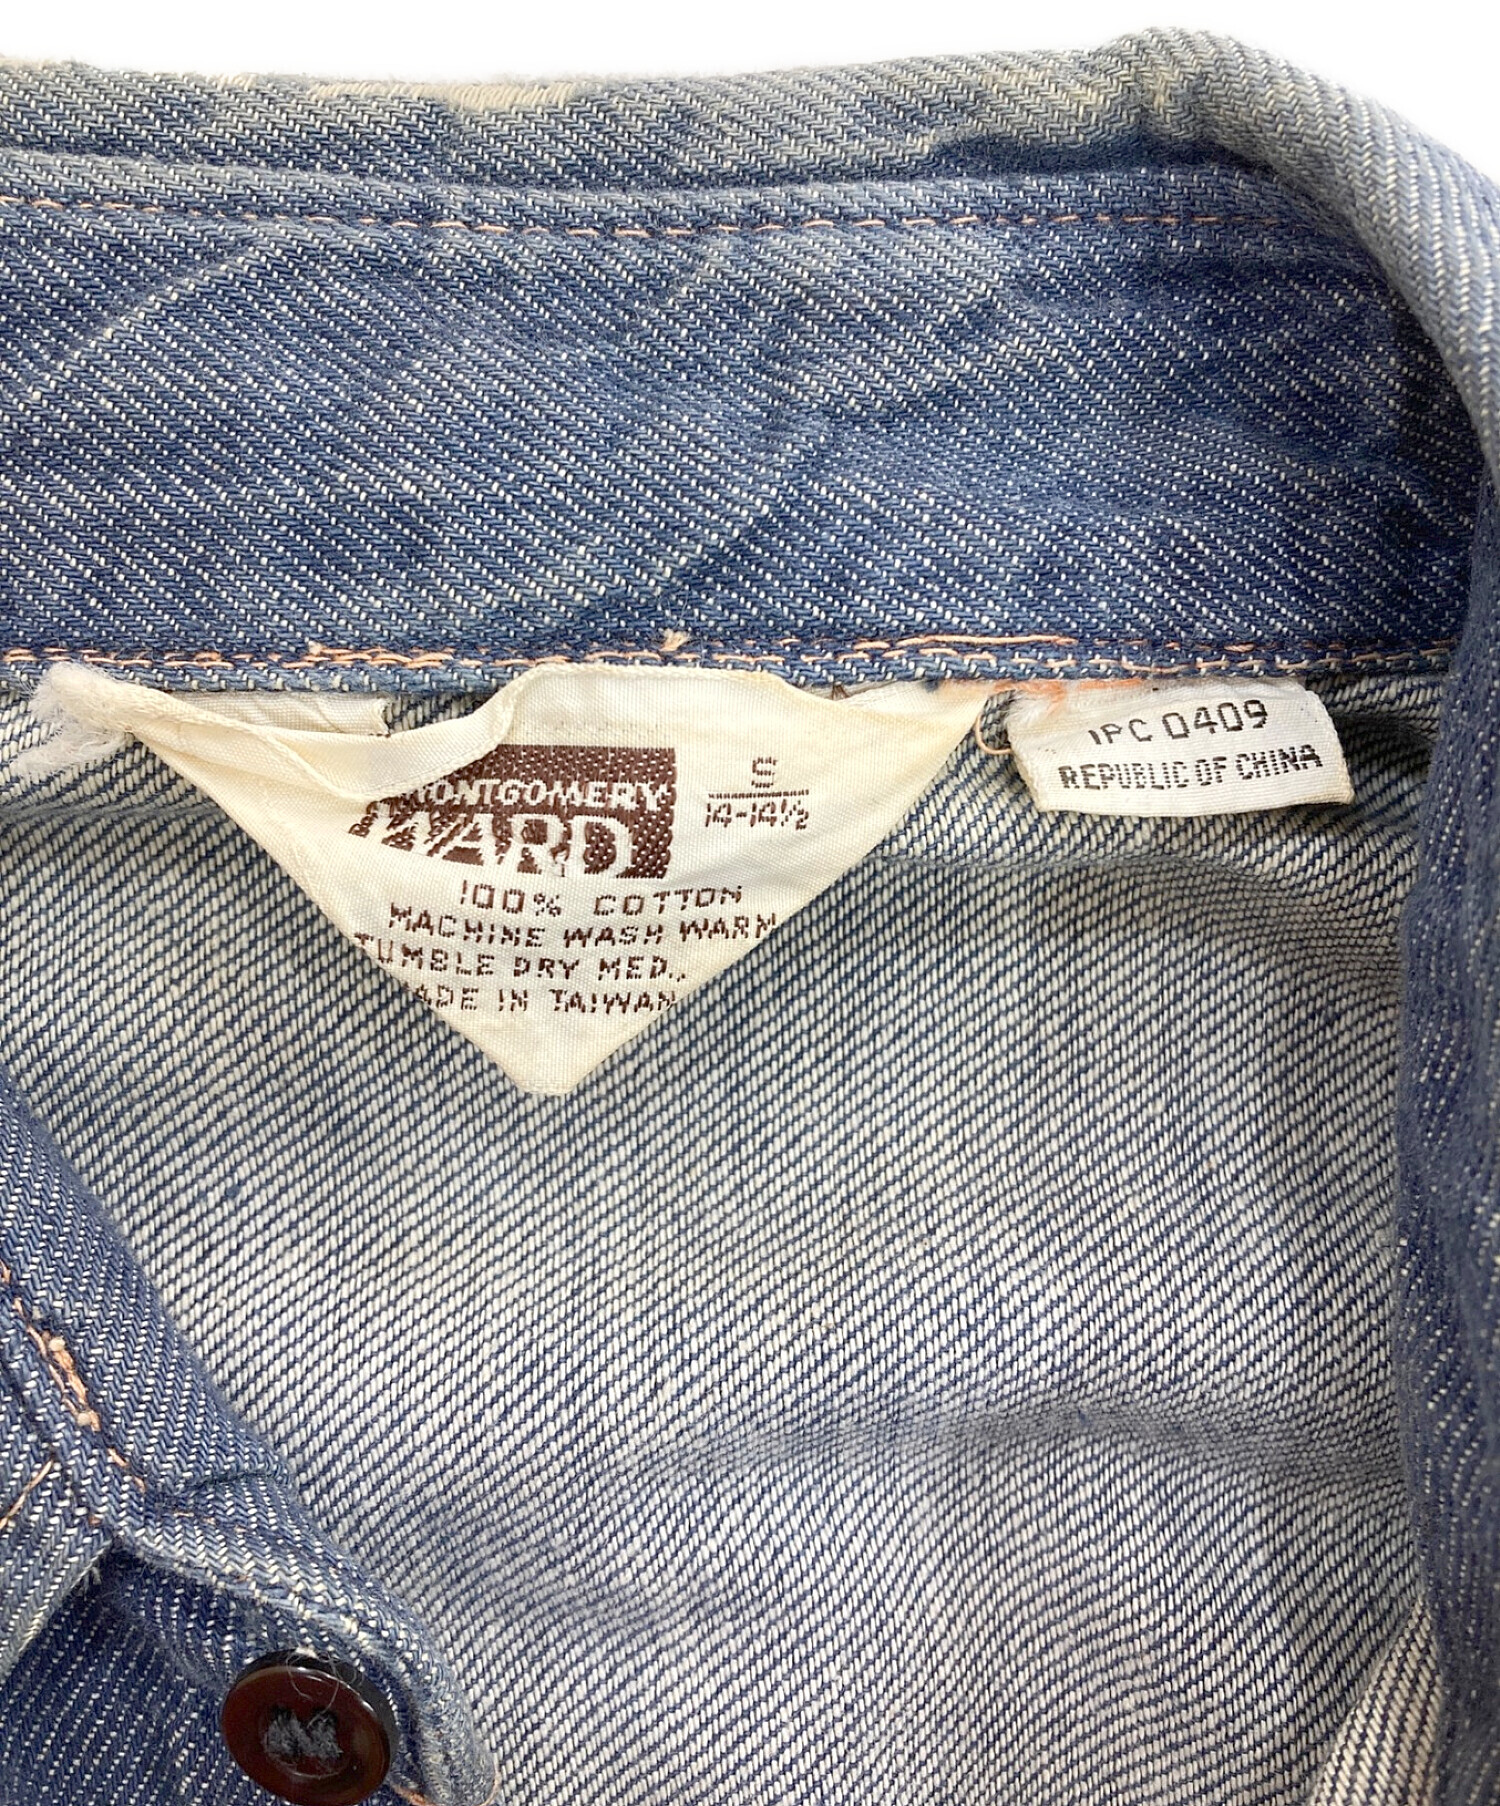 MONTGOMERY
WARD
S
14-14½
100% COTTON
MACHINE WASH WARM
TUMBLE DRY MED.,
MADE IN TAIWAN
IPC 0409
REPUBLIC OF CHINA